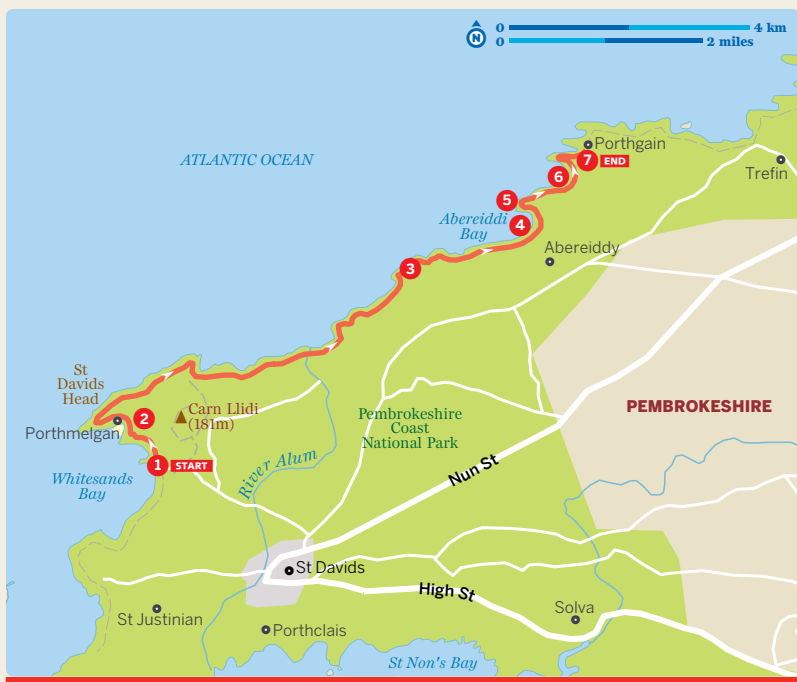 0 4 km
N
0 2 miles
Porthgain
7 END
Trefin
ATLANTIC OCEAN
6
5
Abereiddi
Bay
4
Abereiddy
3
St
Davids
Head
Carn Llidi
(181m)
2
Porthmelgan
Pembrokeshire
Coast
National Park
PEMBROKESHIRE
1 START
Whitesands
Bay
River Alum
Nun St
St Davids
High St
Solva
St Justinian
Porthclais
St Non's Bay